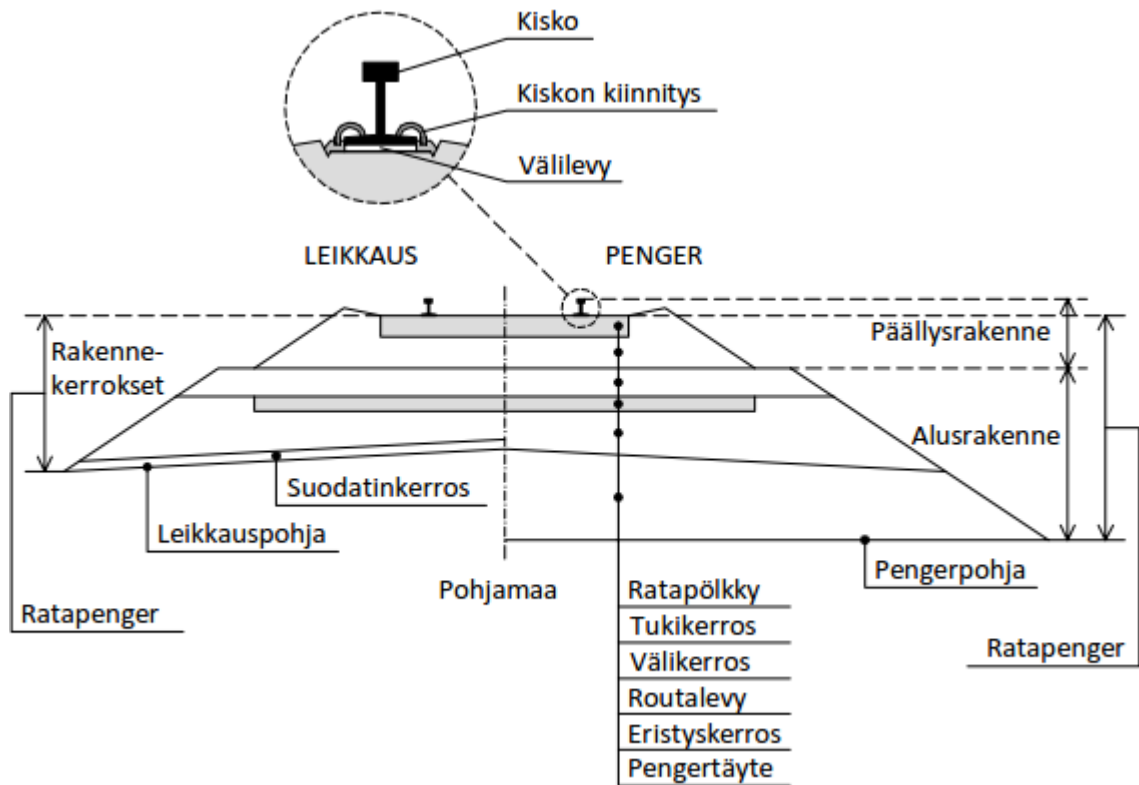 Kisko
Kiskon kiinnitys
Välilevy
LEIKKAUS
PENGER
Rakenne-
kerrokset
Päällysrakenne
Alusrakenne
Suodatinkerros
Leikkauspohja
Pengerpohja
Pohjamaa
Ratapenger
Ratapölkky
Tukikerros
Välikerros
Routalevy
Eristyskerros
Pengertäyte
Ratapenger